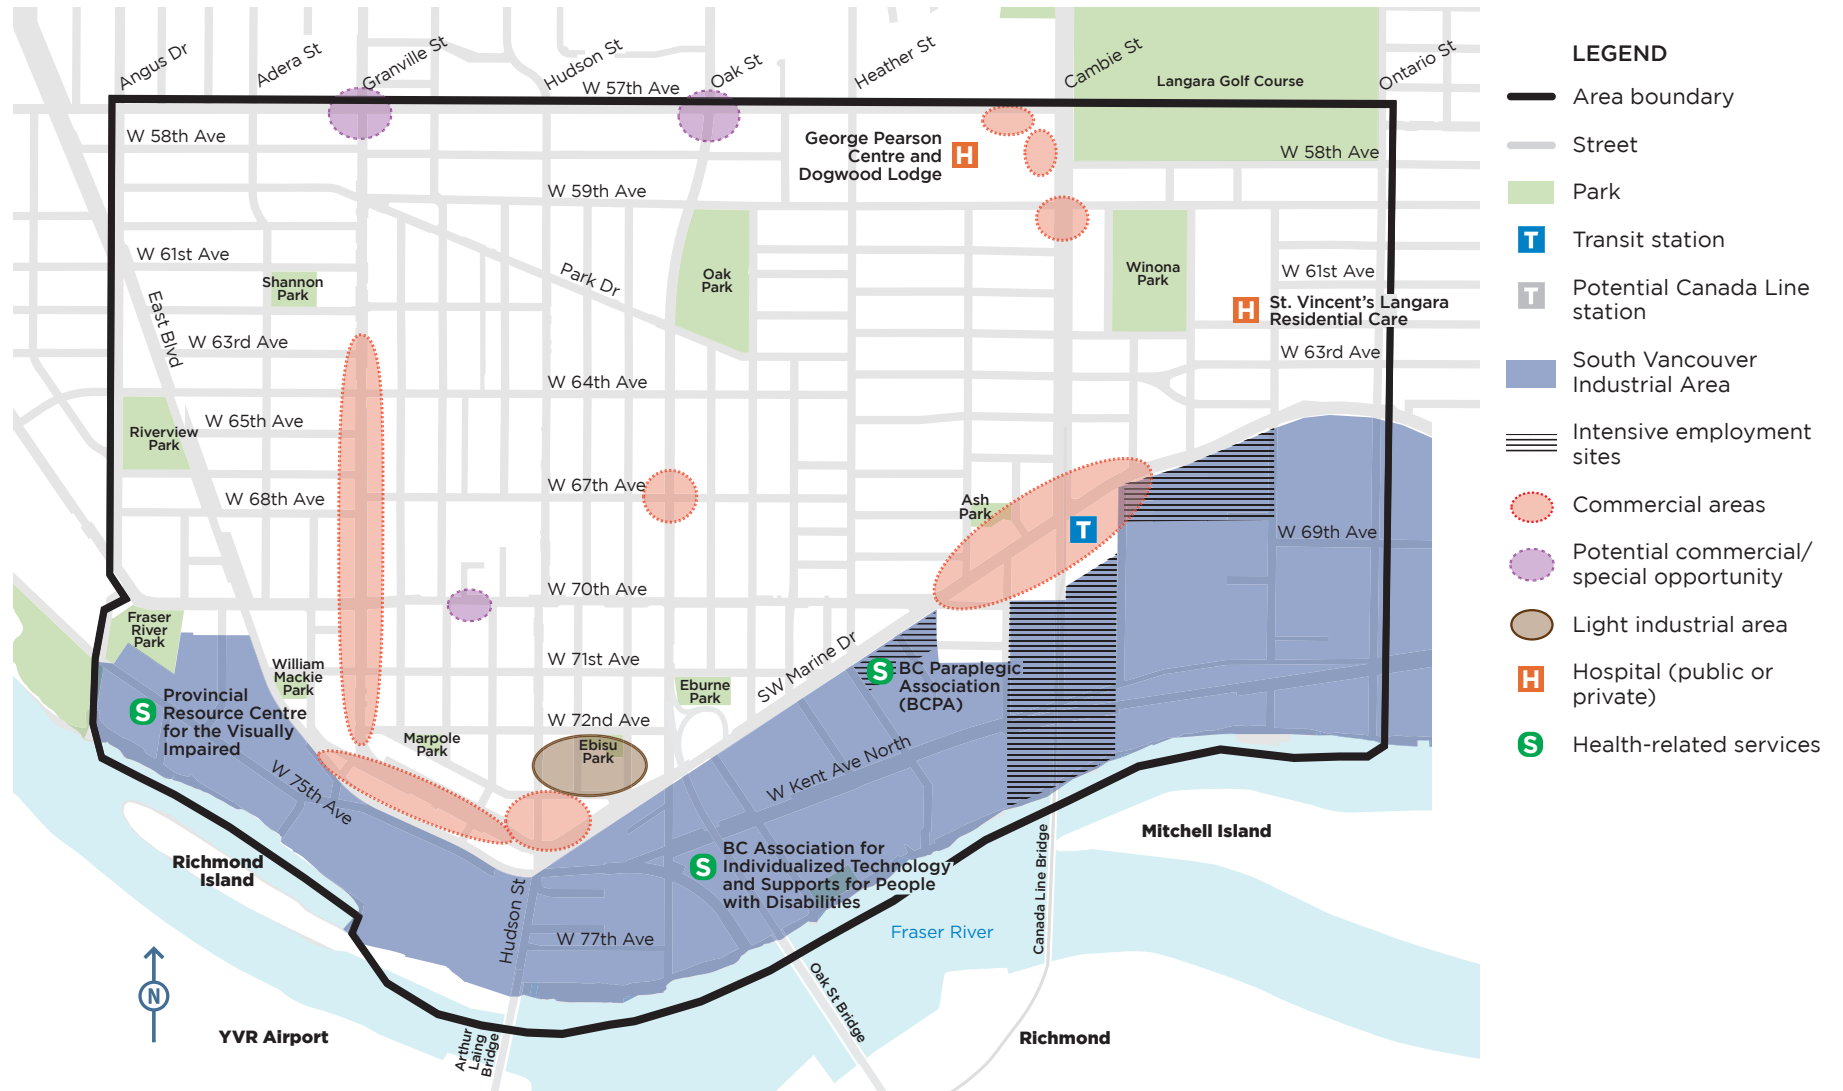 Angus Dr
Adera St
Granville St
Hudson St
Oak St
Heather St
Cambie St
Ontario St
W 57th Ave
Langara Golf Course
W 58th Ave
George Pearson
Centre and
Dogwood Lodge
H
W 58th Ave
W 59th Ave
W 61st Ave
Shannon
Park
Park Dr
Oak
Park
Winona
Park
W 61st Ave
East Blvd
H
St. Vincent's Langara
Residential Care
W 63rd Ave
W 63rd Ave
W 64th Ave
Riverview
Park
W 65th Ave
W 67th Ave
W 68th Ave
Ash
Park
T
W 69th Ave
W 70th Ave
Fraser
River
Park
William
Mackie
Park
W 71st Ave
SW Marine Dr
S
BC Paraplegic
Association
(BCPA)
Eburne
Park
S
Provincial
Resource Centre
for the Visually
Impaired
W 72nd Ave
Marpole
Park
Ebisu
Park
W 75th Ave
W Kent Ave North
Mitchell Island
Richmond
Island
S
BC Association for
Individualized Technology
and Supports for People
with Disabilities
Canada Line Bridge
Hudson St
W 77th Ave
Fraser River
Oak St Bridge
N
YVR Airport
Arthur
Laing
Bridge
Richmond
LEGEND
Area boundary
Street
Park
T
Transit station
T
Potential Canada Line
station
South Vancouver
Industrial Area
Intensive employment
sites
Commercial areas
Potential commercial/
special opportunity
Light industrial area
H
Hospital (public or
private)
S
Health-related services